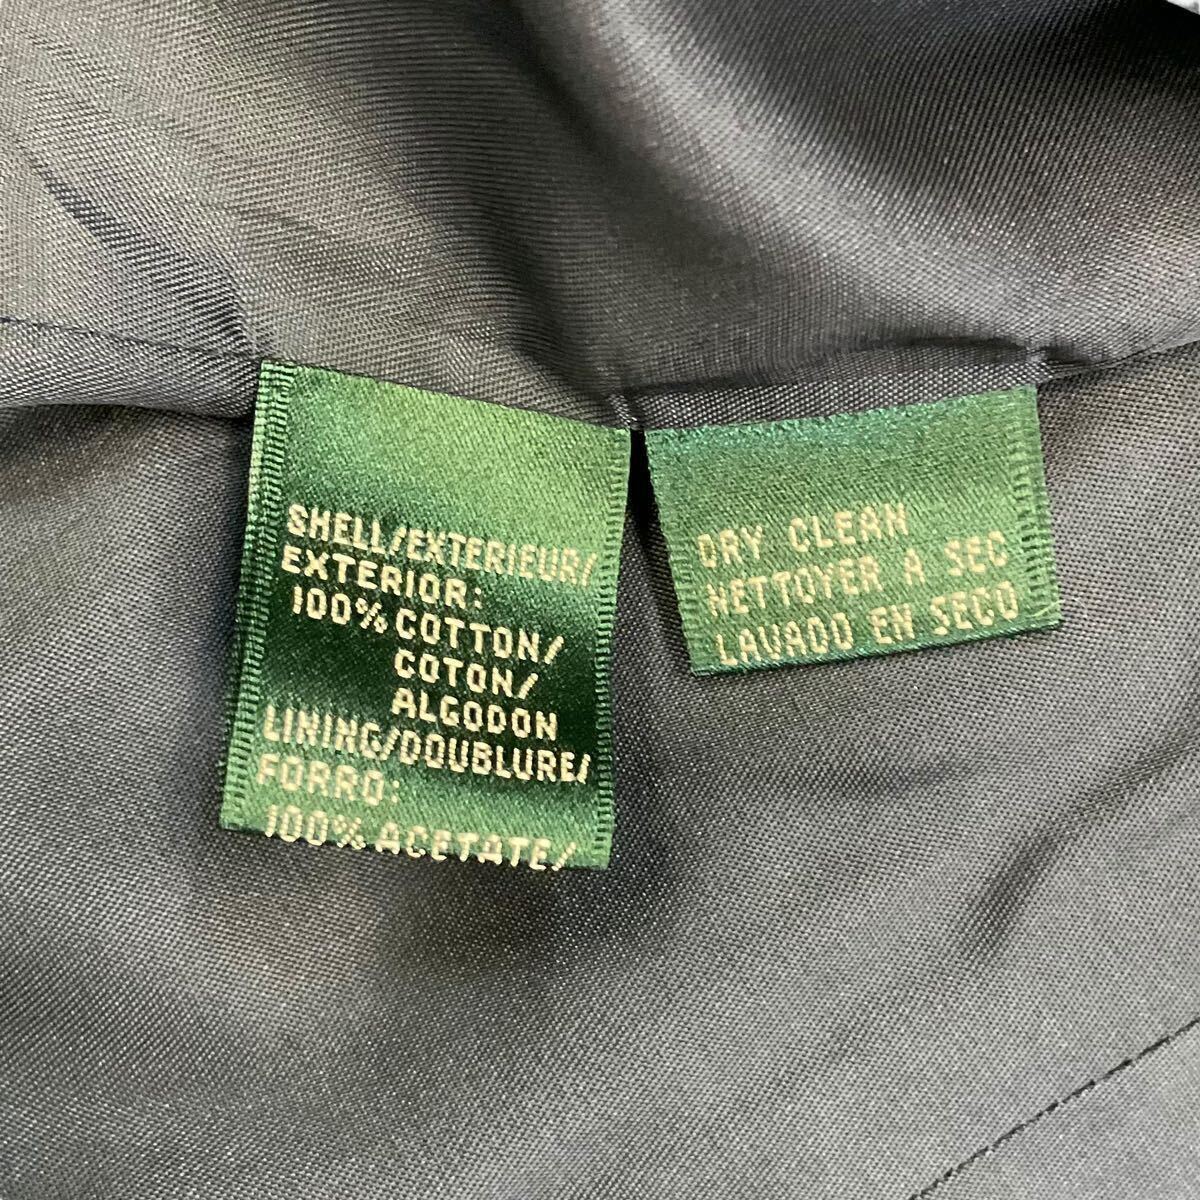 SHELL/EXTERIEUR/
EXTERIOR:
100% COTTON/
COTON/
ALGODON
LINING/DOUBLURE/
FORRO:
100% ACETATE/
DRY CLEAN
NETTOYER A SEC
LAVADO EN SECO